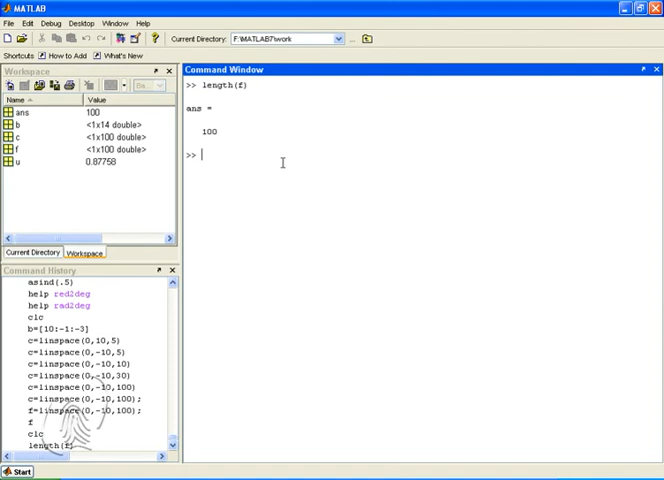 MATLAB
File Edit Debug Desktop Window Help
Current Directory: F:\MATLAB7\work
Shortcuts How to Add What's New
Workspace
Ba...
Name Value
ans 100
b <1x14 double>
c <1x100 double>
f <1x100 double>
u 0.87758
Current Directory Workspace
Command History
asind(.5)
help red2deg
help rad2deg
clc
b=[10:-1:-3]
c=linspace(0,10,5)
c=linspace(0,-10,5)
c=linspace(0,-10,10)
c=linspace(0,-10,30)
c=linspace(0,-10,100)
c=linspace(0,-10,100);
f=linspace(0,-10,100);
f
clc
length(f)
Command Window
>> length(f)
ans =
100
>>
Start